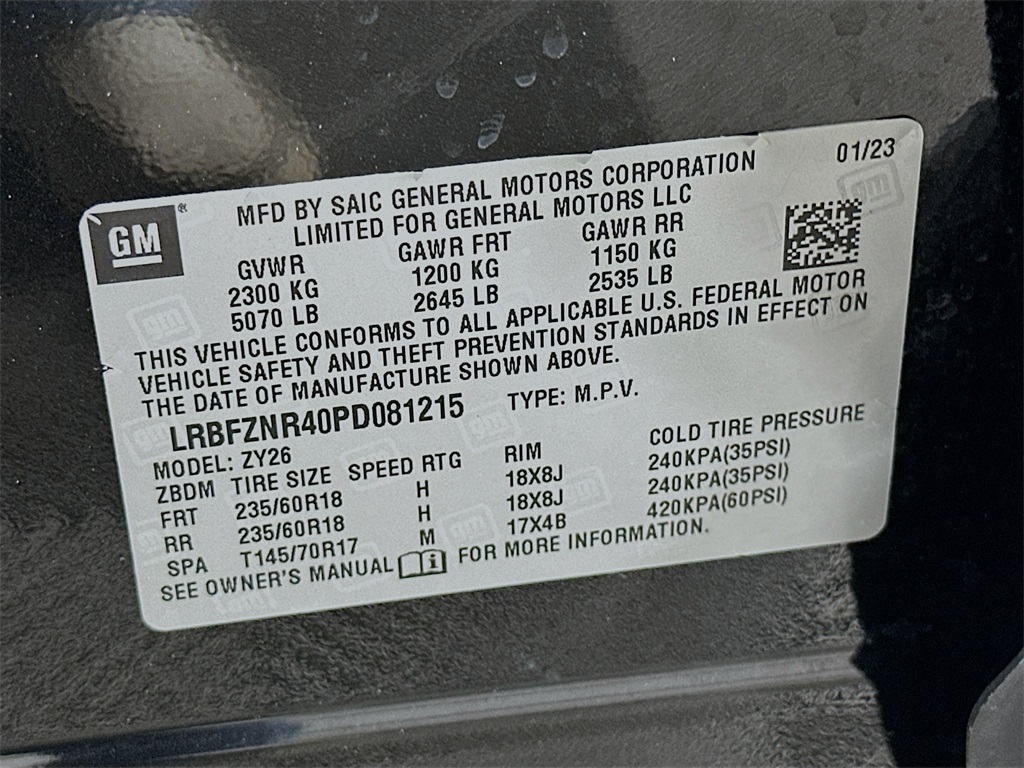 01/23
GM ®
MFD BY SAIC GENERAL MOTORS CORPORATION
LIMITED FOR GENERAL MOTORS LLC
GVWR GAWR FRT GAWR RR
2300 KG 1200 KG 1150 KG
5070 LB 2645 LB 2535 LB
THIS VEHICLE CONFORMS TO ALL APPLICABLE U.S. FEDERAL MOTOR
VEHICLE SAFETY AND THEFT PREVENTION STANDARDS IN EFFECT ON
THE DATE OF MANUFACTURE SHOWN ABOVE.
LRBFZNR40PD081215 TYPE: M.P.V.
MODEL: ZY26
ZBDM TIRE SIZE SPEED RTG RIM COLD TIRE PRESSURE
FRT 235/60R18 H 18X8J 240KPA(35PSI)
RR 235/60R18 H 18X8J 240KPA(35PSI)
SPA T145/70R17 M 17X4B 420KPA(60PSI)
SEE OWNER'S MANUAL i FOR MORE INFORMATION.